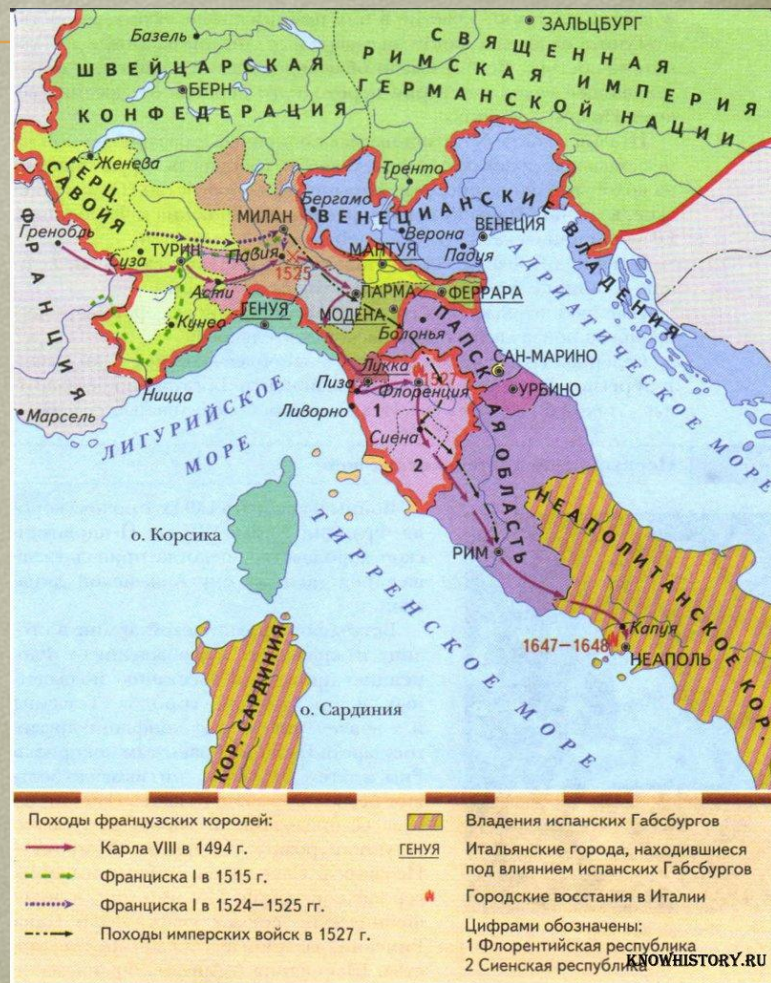 ЗАЛЬЦБУРГ
Базель
СВЯЩЕННАЯ
РИМСКАЯ ИМПЕРИЯ
ГЕРМАНСКОЙ НАЦИИ
ШВЕЙЦАРСКАЯ
БЕРН
КОНФЕДЕРАЦИЯ
Женева
ГЕРЦ.
САВОЙЯ
Тренто
Бергамо
ВЕНЕЦИАНСКИЕ ВЛАДЕНИЯ
МИЛАН
Верона
ВЕНЕЦИЯ
Падуя
Гренобль
ФРАНЦИЯ
Суза
ТУРИН
Павия
1525
МАНТУЯ
АДРИАТИЧЕСКОЕ МОРЕ
Асти
ПАРМА
ФЕРРАРА
ГЕНУЯ
МОДЕНА
Кунео
Болонья
ПАПСКАЯ ОБЛАСТЬ
САН-МАРИНО
Лукка
1527
Ницца
Пиза
Флоренция
УРБИНО
Марсель
Ливорно
1
ЛИГУРИЙСКОЕ
МОРЕ
Сиена
2
НЕАПОЛИТАНСКОЕ КОР.
о. Корсика
ТИРРЕНСКОЕ МОРЕ
РИМ
Капуя
1647–1648
НЕАПОЛЬ
КОР. САРДИНИЯ
о. Сардиния
Походы французских королей:
Карла VIII в 1494 г.
Франциска I в 1515 г.
Франциска I в 1524–1525 гг.
Походы имперских войск в 1527 г.
Владения испанских Габсбургов
ГЕНУЯ
Итальянские города, находившиеся
под влиянием испанских Габсбургов
Городские восстания в Италии
Цифрами обозначены:
1 Флорентийская республика
2 Сиенская республика
KNOWHISTORY.RU